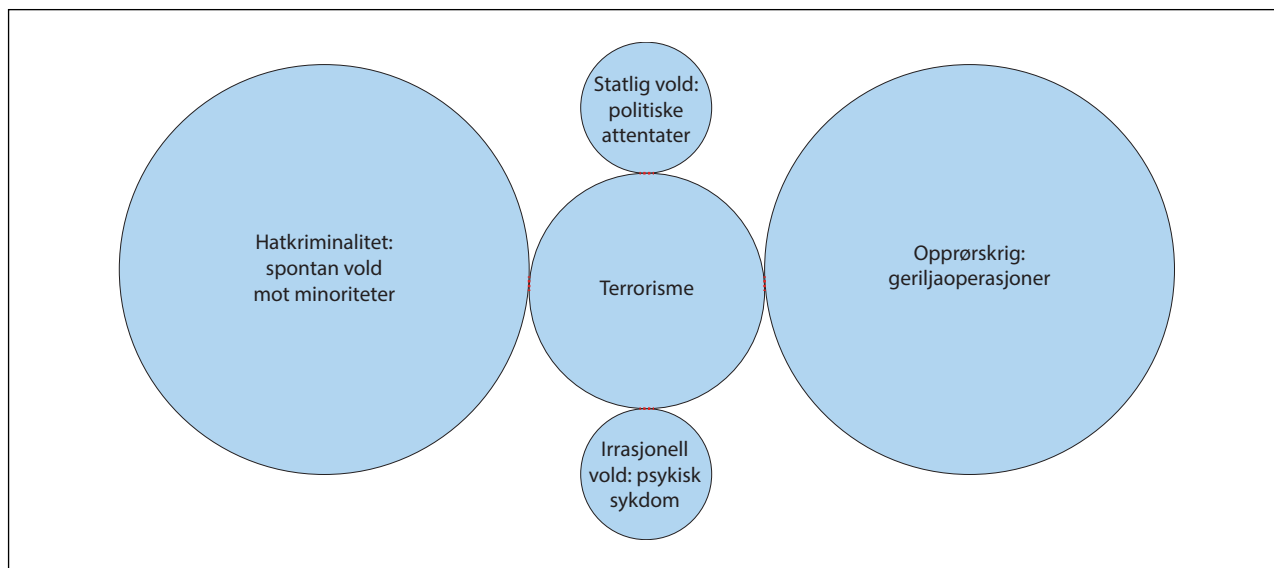 Statlig vold:
politiske
attentater
Hatkriminalitet:
spontan vold
mot minoriteter
Terrorisme
Opprørskrig:
geriljaoperasjoner
Irrasjonell
vold: psykisk
sykdom